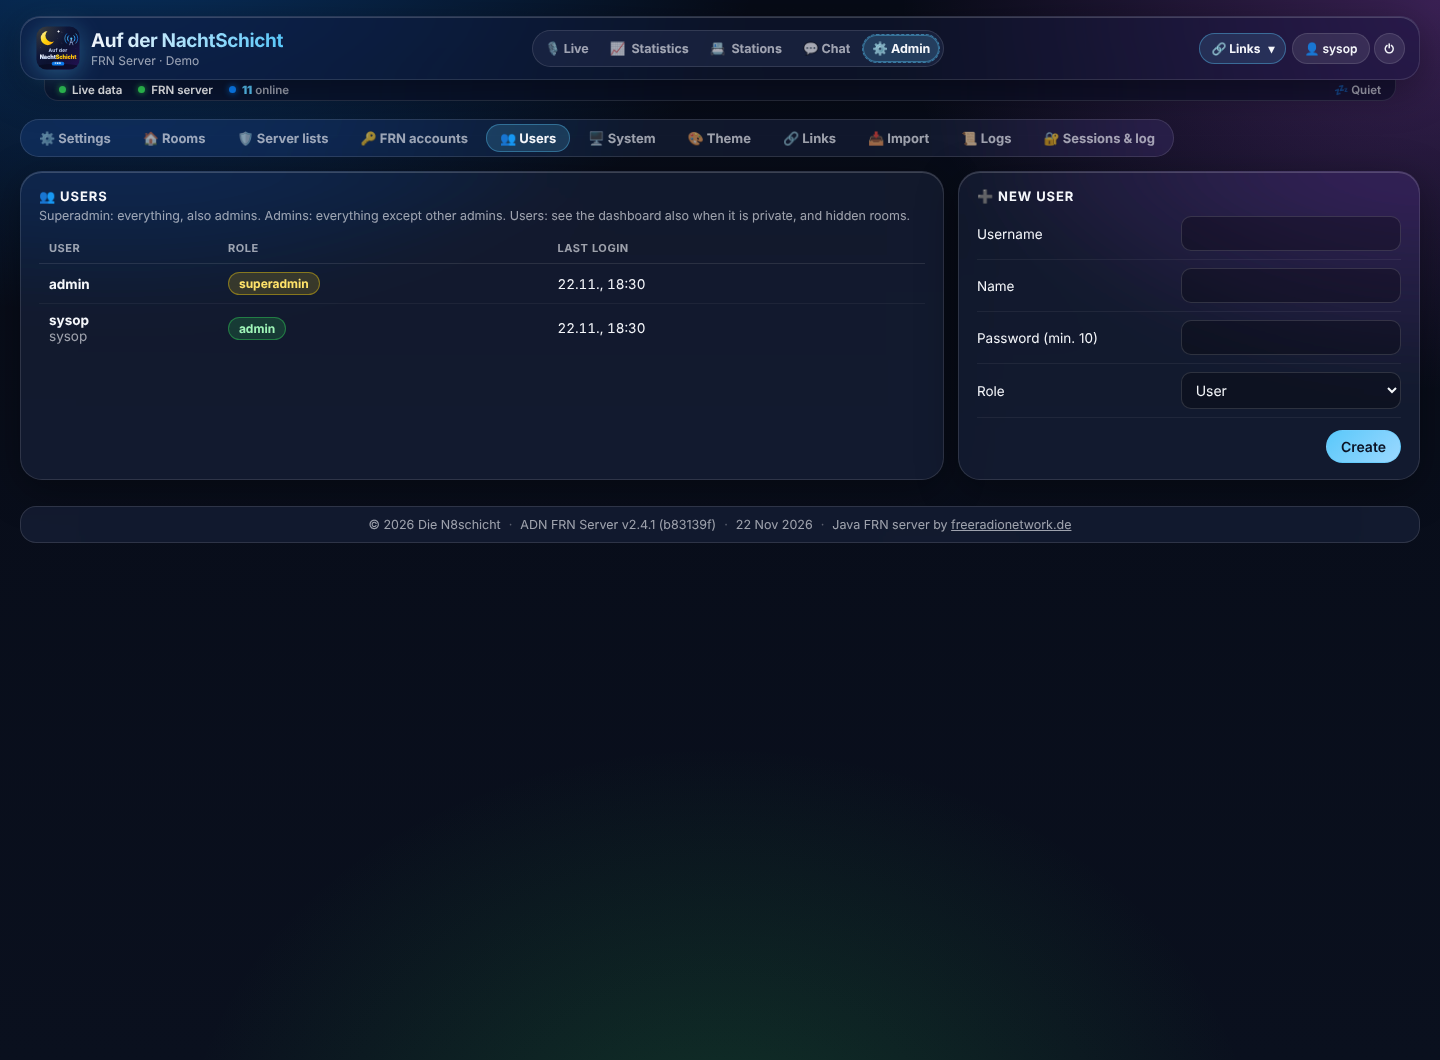 Auf der NachtSchicht
FRN Server · Demo
Live
Statistics
Stations
Chat
Admin
Links ▾
sysop
Live data
FRN server
11 online
Quiet
Settings
Rooms
Server lists
FRN accounts
Users
System
Theme
Links
Import
Logs
Sessions & log
USERS
Superadmin: everything, also admins. Admins: everything except other admins. Users: see the dashboard also when it is private, and hidden rooms.
USER ROLE LAST LOGIN
admin superadmin 22.11., 18:30
sysop admin 22.11., 18:30
sysop
NEW USER
Username
Name
Password (min. 10)
Role User
Create
© 2026 Die N8schicht · ADN FRN Server v2.4.1 (b83139f) · 22 Nov 2026 · Java FRN server by freeradionetwork.de